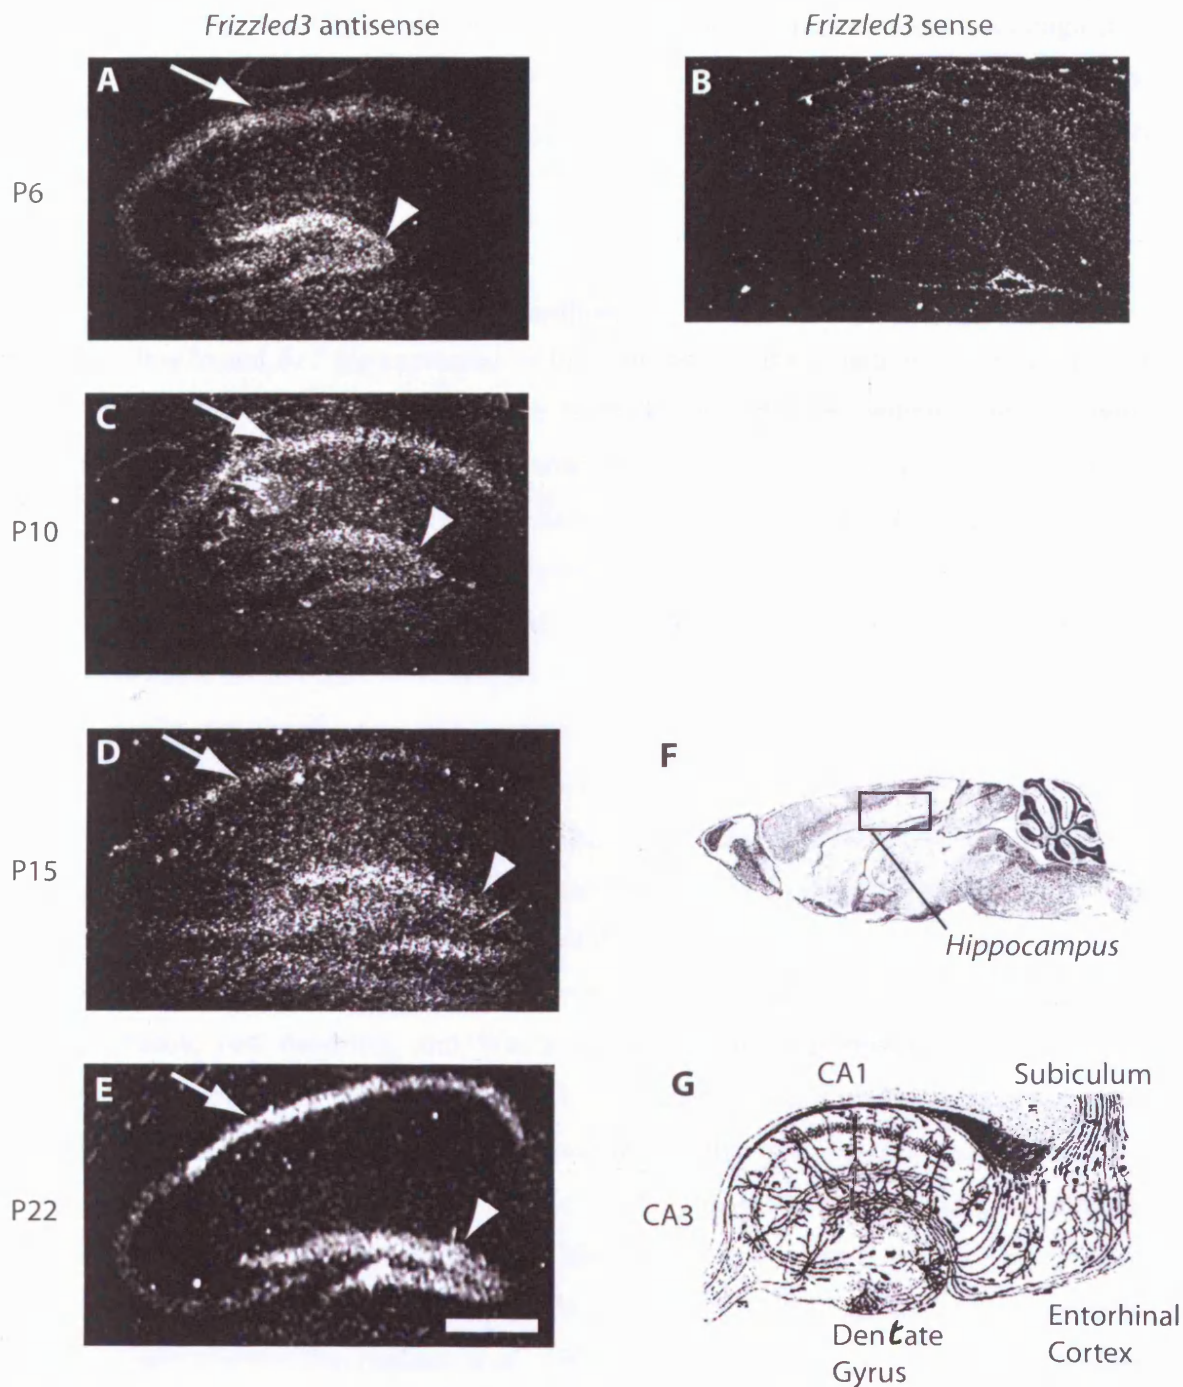 Frizzled3 antisense
Frizzled3 sense
A
B
P6
C
P10
D
F
P15
Hippocampus
E
G
CA1
Subiculum
P22
CA3
Dentate
Gyrus
Entorhinal
Cortex